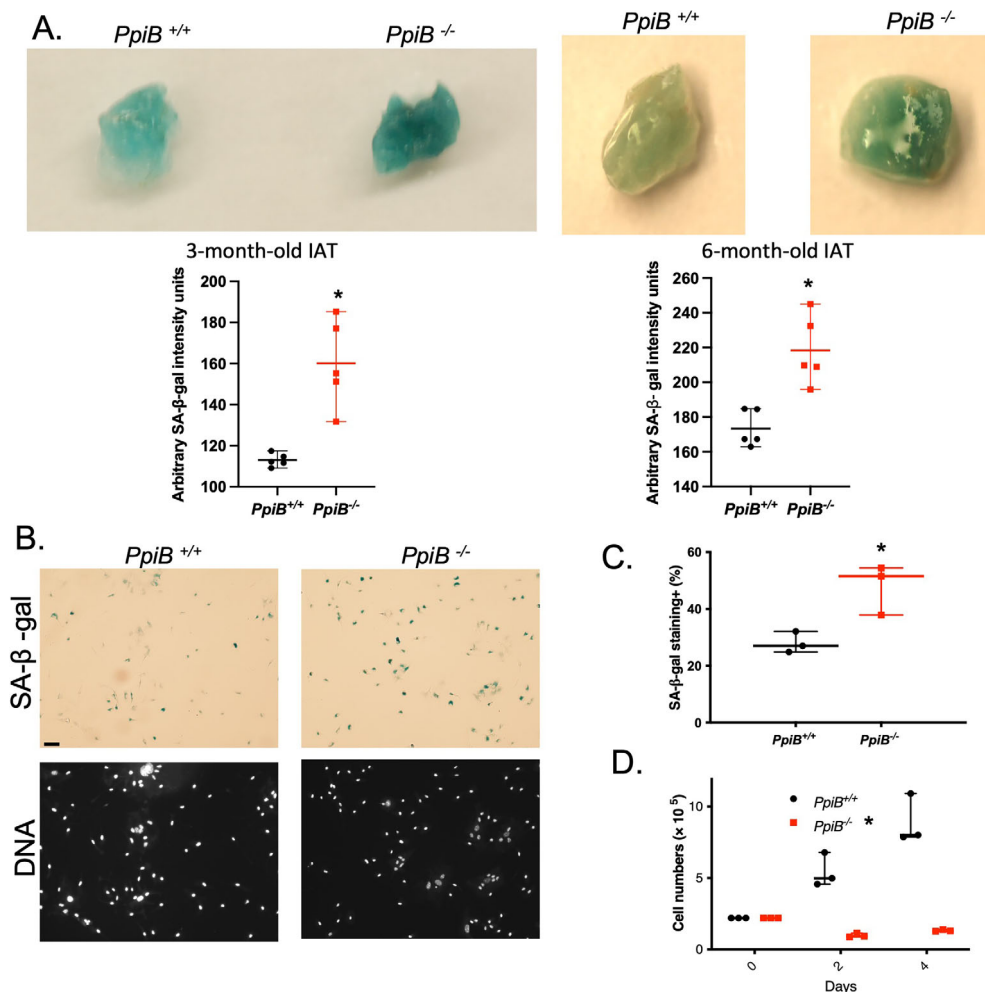 A.
PpiB +/+
PpiB -/-
PpiB +/+
PpiB -/-
3-month-old IAT
Arbitrary SA-β-gal intensity units
200
180
160
140
120
100
*
PpiB+/+
PpiB-/-
6-month-old IAT
Arbitrary SA-β- gal intensity units
260
240
220
200
180
160
140
*
PpiB+/+
PpiB-/-
B.
PpiB +/+
PpiB -/-
SA-β -gal
DNA
C.
SA-β-gal staining+ (%)
60
40
20
0
*
PpiB+/+
PpiB-/-
D.
Cell numbers (× 10 5)
10
5
0
PpiB+/+
PpiB-/-
*
0
2
4
Days